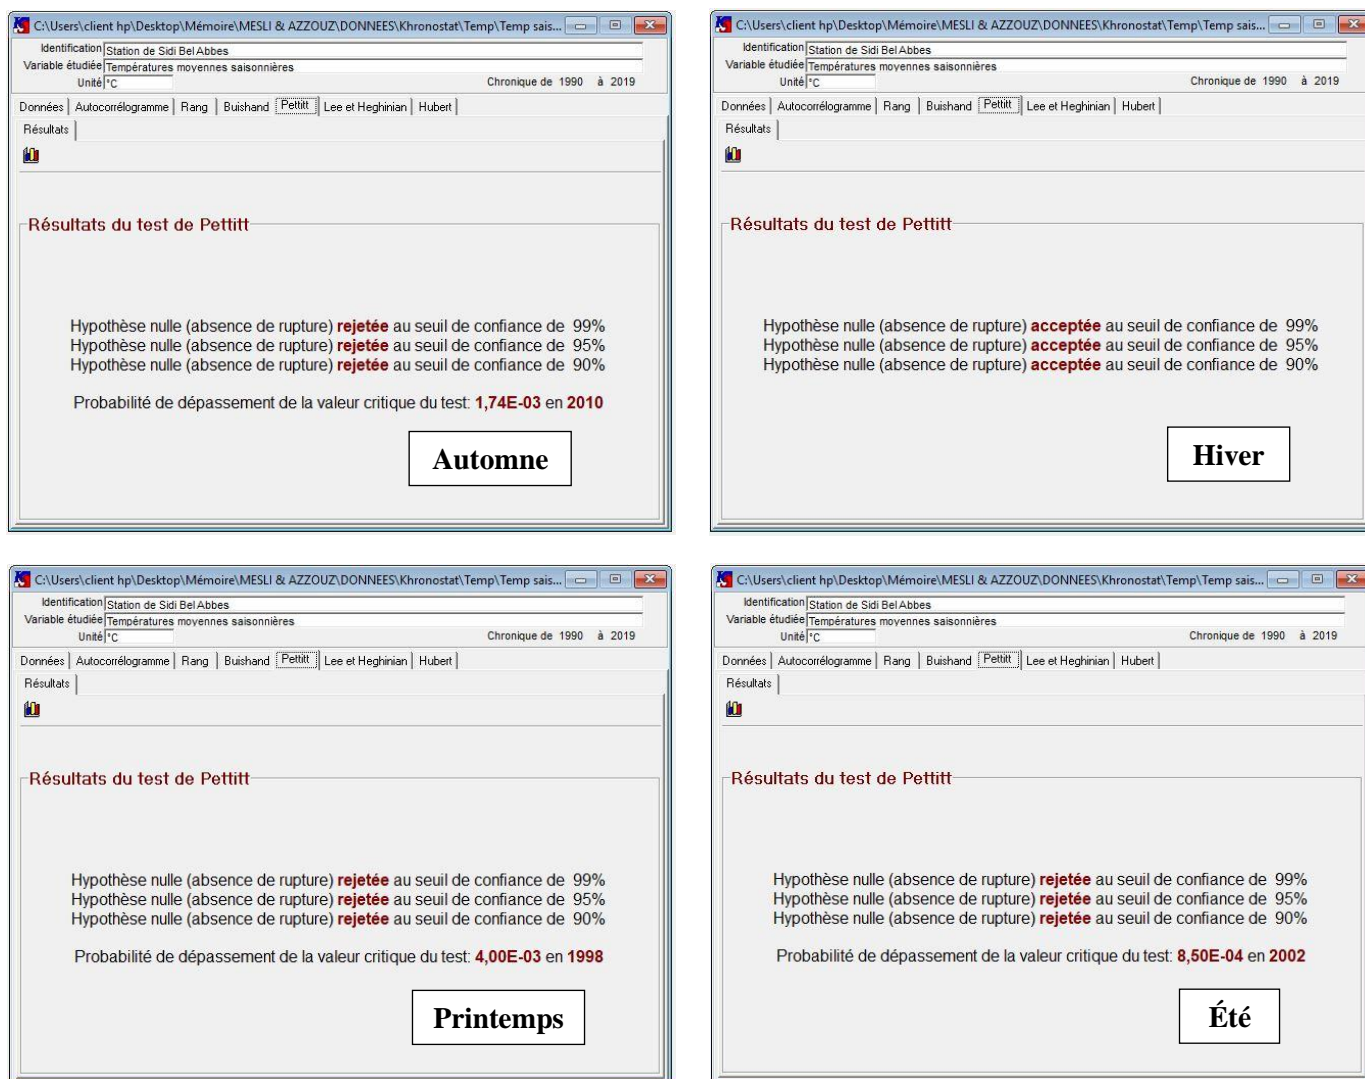 C:\Users\client hp\Desktop\Mémoire\MESLI & AZZOUZ\DONNEES\Khronostat\Temp\Temp sais...
Identification Station de Sidi Bel Abbes
Variable étudiée Températures moyennes saisonnières
Unité °C Chronique de 1990 à 2019
Données Autocorrélogramme Rang Buishand Pettitt Lee et Heghinian Hubert
Résultats
Résultats du test de Pettitt
Hypothèse nulle (absence de rupture) rejetée au seuil de confiance de 99%
Hypothèse nulle (absence de rupture) rejetée au seuil de confiance de 95%
Hypothèse nulle (absence de rupture) rejetée au seuil de confiance de 90%
Probabilité de dépassement de la valeur critique du test: 1,74E-03 en 2010
Automne
C:\Users\client hp\Desktop\Mémoire\MESLI & AZZOUZ\DONNEES\Khronostat\Temp\Temp sais...
Identification Station de Sidi Bel Abbes
Variable étudiée Températures moyennes saisonnières
Unité °C Chronique de 1990 à 2019
Données Autocorrélogramme Rang Buishand Pettitt Lee et Heghinian Hubert
Résultats
Résultats du test de Pettitt
Hypothèse nulle (absence de rupture) acceptée au seuil de confiance de 99%
Hypothèse nulle (absence de rupture) acceptée au seuil de confiance de 95%
Hypothèse nulle (absence de rupture) acceptée au seuil de confiance de 90%
Hiver
C:\Users\client hp\Desktop\Mémoire\MESLI & AZZOUZ\DONNEES\Khronostat\Temp\Temp sais...
Identification Station de Sidi Bel Abbes
Variable étudiée Températures moyennes saisonnières
Unité °C Chronique de 1990 à 2019
Données Autocorrélogramme Rang Buishand Pettitt Lee et Heghinian Hubert
Résultats
Résultats du test de Pettitt
Hypothèse nulle (absence de rupture) rejetée au seuil de confiance de 99%
Hypothèse nulle (absence de rupture) rejetée au seuil de confiance de 95%
Hypothèse nulle (absence de rupture) rejetée au seuil de confiance de 90%
Probabilité de dépassement de la valeur critique du test: 4,00E-03 en 1998
Printemps
C:\Users\client hp\Desktop\Mémoire\MESLI & AZZOUZ\DONNEES\Khronostat\Temp\Temp sais...
Identification Station de Sidi Bel Abbes
Variable étudiée Températures moyennes saisonnières
Unité °C Chronique de 1990 à 2019
Données Autocorrélogramme Rang Buishand Pettitt Lee et Heghinian Hubert
Résultats
Résultats du test de Pettitt
Hypothèse nulle (absence de rupture) rejetée au seuil de confiance de 99%
Hypothèse nulle (absence de rupture) rejetée au seuil de confiance de 95%
Hypothèse nulle (absence de rupture) rejetée au seuil de confiance de 90%
Probabilité de dépassement de la valeur critique du test: 8,50E-04 en 2002
Été